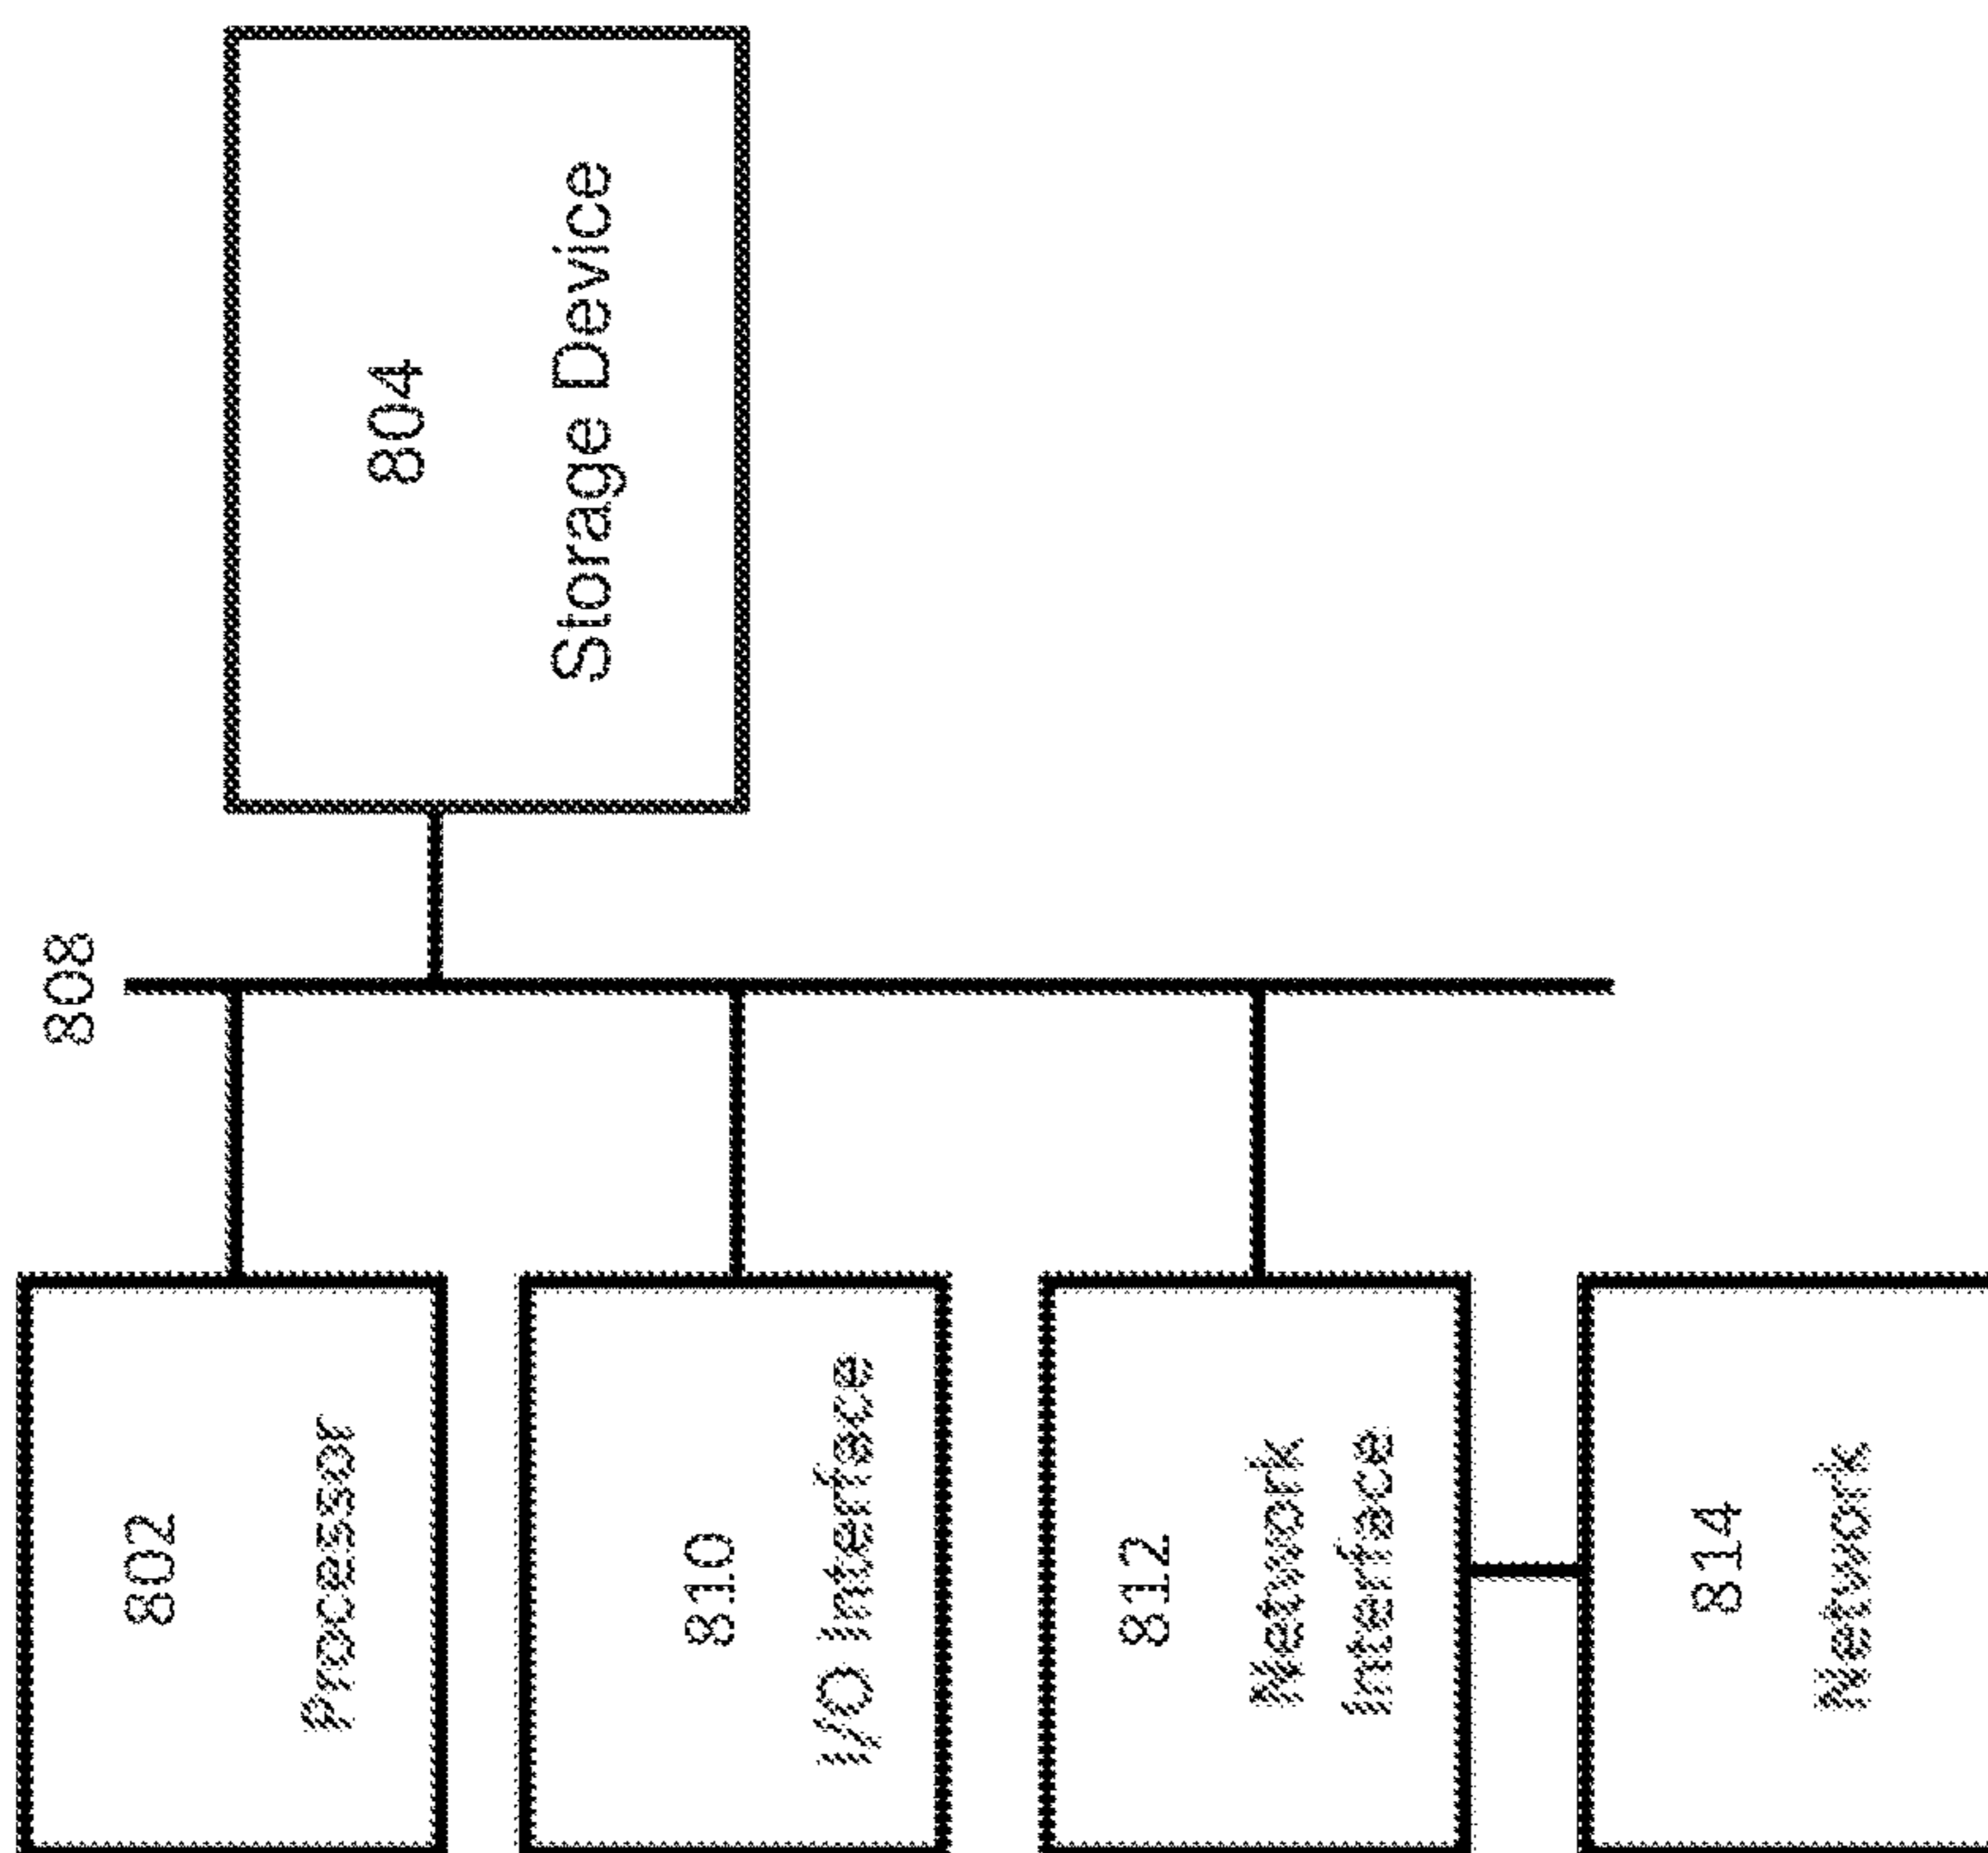 808
802
Processor
804
Storage Device
810
I/O Interface
812
Network
Interface
814
Network